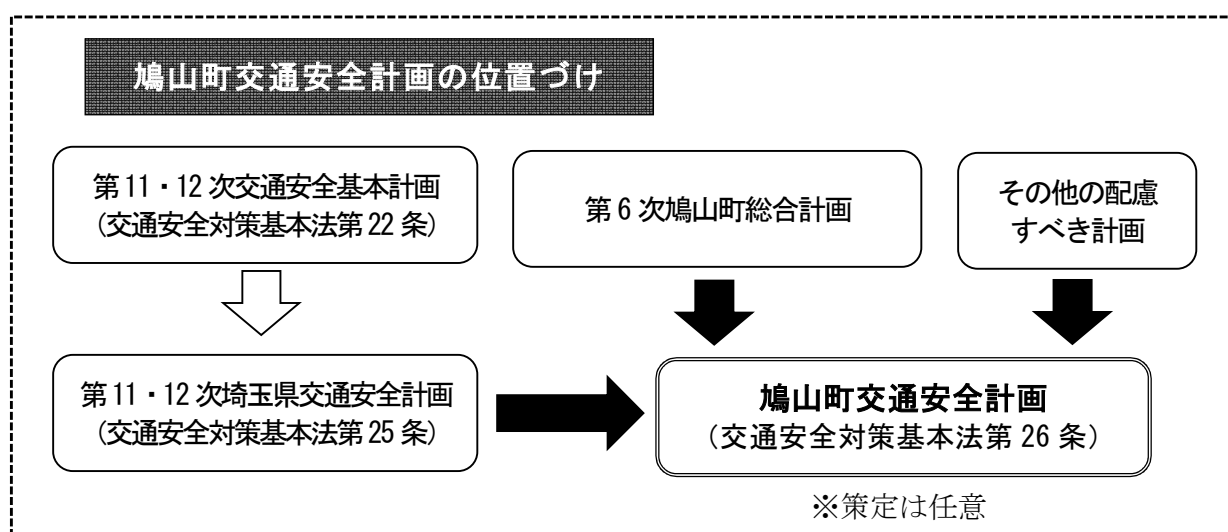 鳩山町交通安全計画の位置づけ
第11・12次交通安全基本計画
(交通安全対策基本法第22条)
第6次鳩山町総合計画
その他の配慮
すべき計画
第11・12次埼玉県交通安全計画
(交通安全対策基本法第25条)
鳩山町交通安全計画
(交通安全対策基本法第26条)
※策定は任意